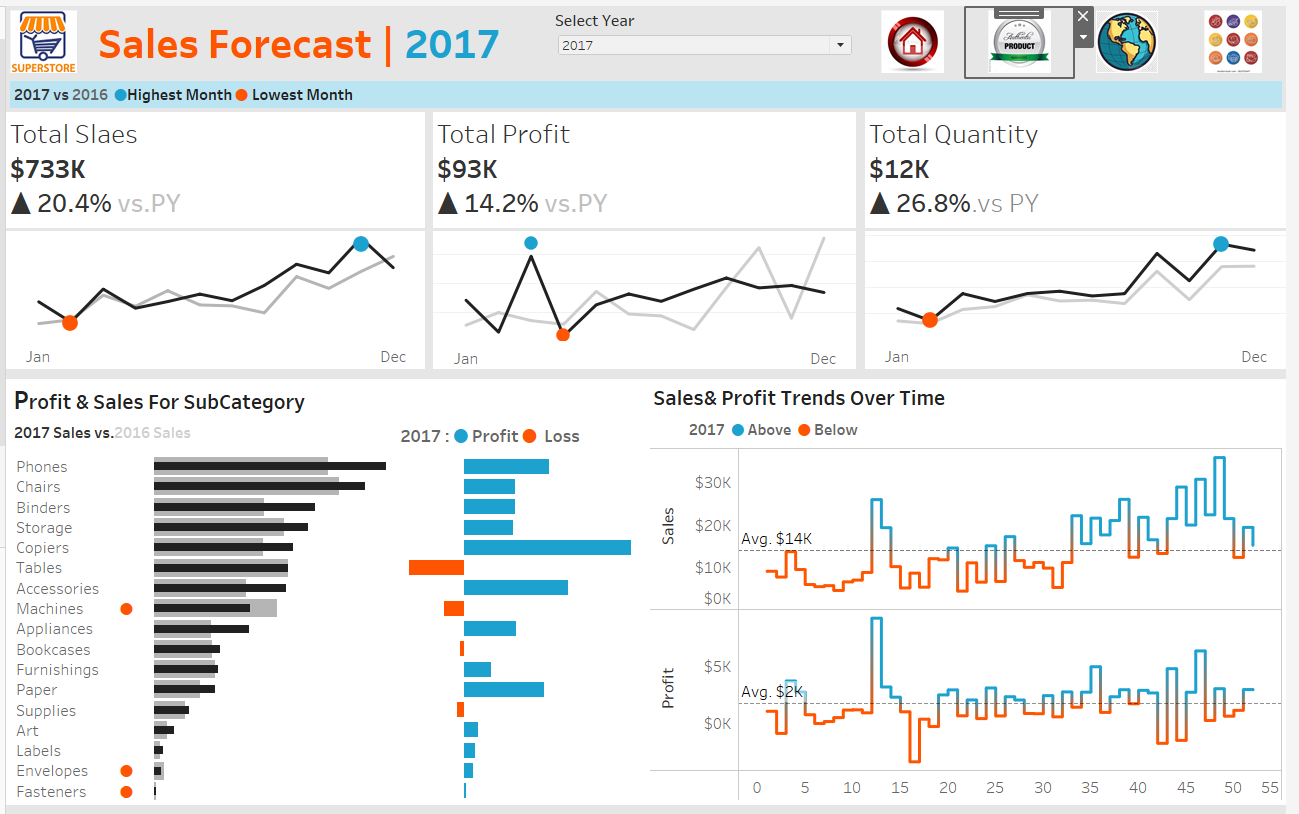 SUPERSTORE
Sales Forecast | 2017
Select Year
2017
Authentic
PRODUCT
2017 vs 2016 Highest Month Lowest Month
Total Slaes
$733K
▲ 20.4% vs.PY
Jan Dec
Total Profit
$93K
▲ 14.2% vs.PY
Jan Dec
Total Quantity
$12K
▲ 26.8%.vs PY
Jan Dec
Profit & Sales For SubCategory
2017 Sales vs.2016 Sales
2017 : Profit Loss
Phones
Chairs
Binders
Storage
Copiers
Tables
Accessories
Machines
Appliances
Bookcases
Furnishings
Paper
Supplies
Art
Labels
Envelopes
Fasteners
Sales& Profit Trends Over Time
2017 Above Below
Sales
$30K
$20K
Avg. $14K
$10K
$0K
Profit
$5K
Avg. $2K
$0K
0 5 10 15 20 25 30 35 40 45 50 55